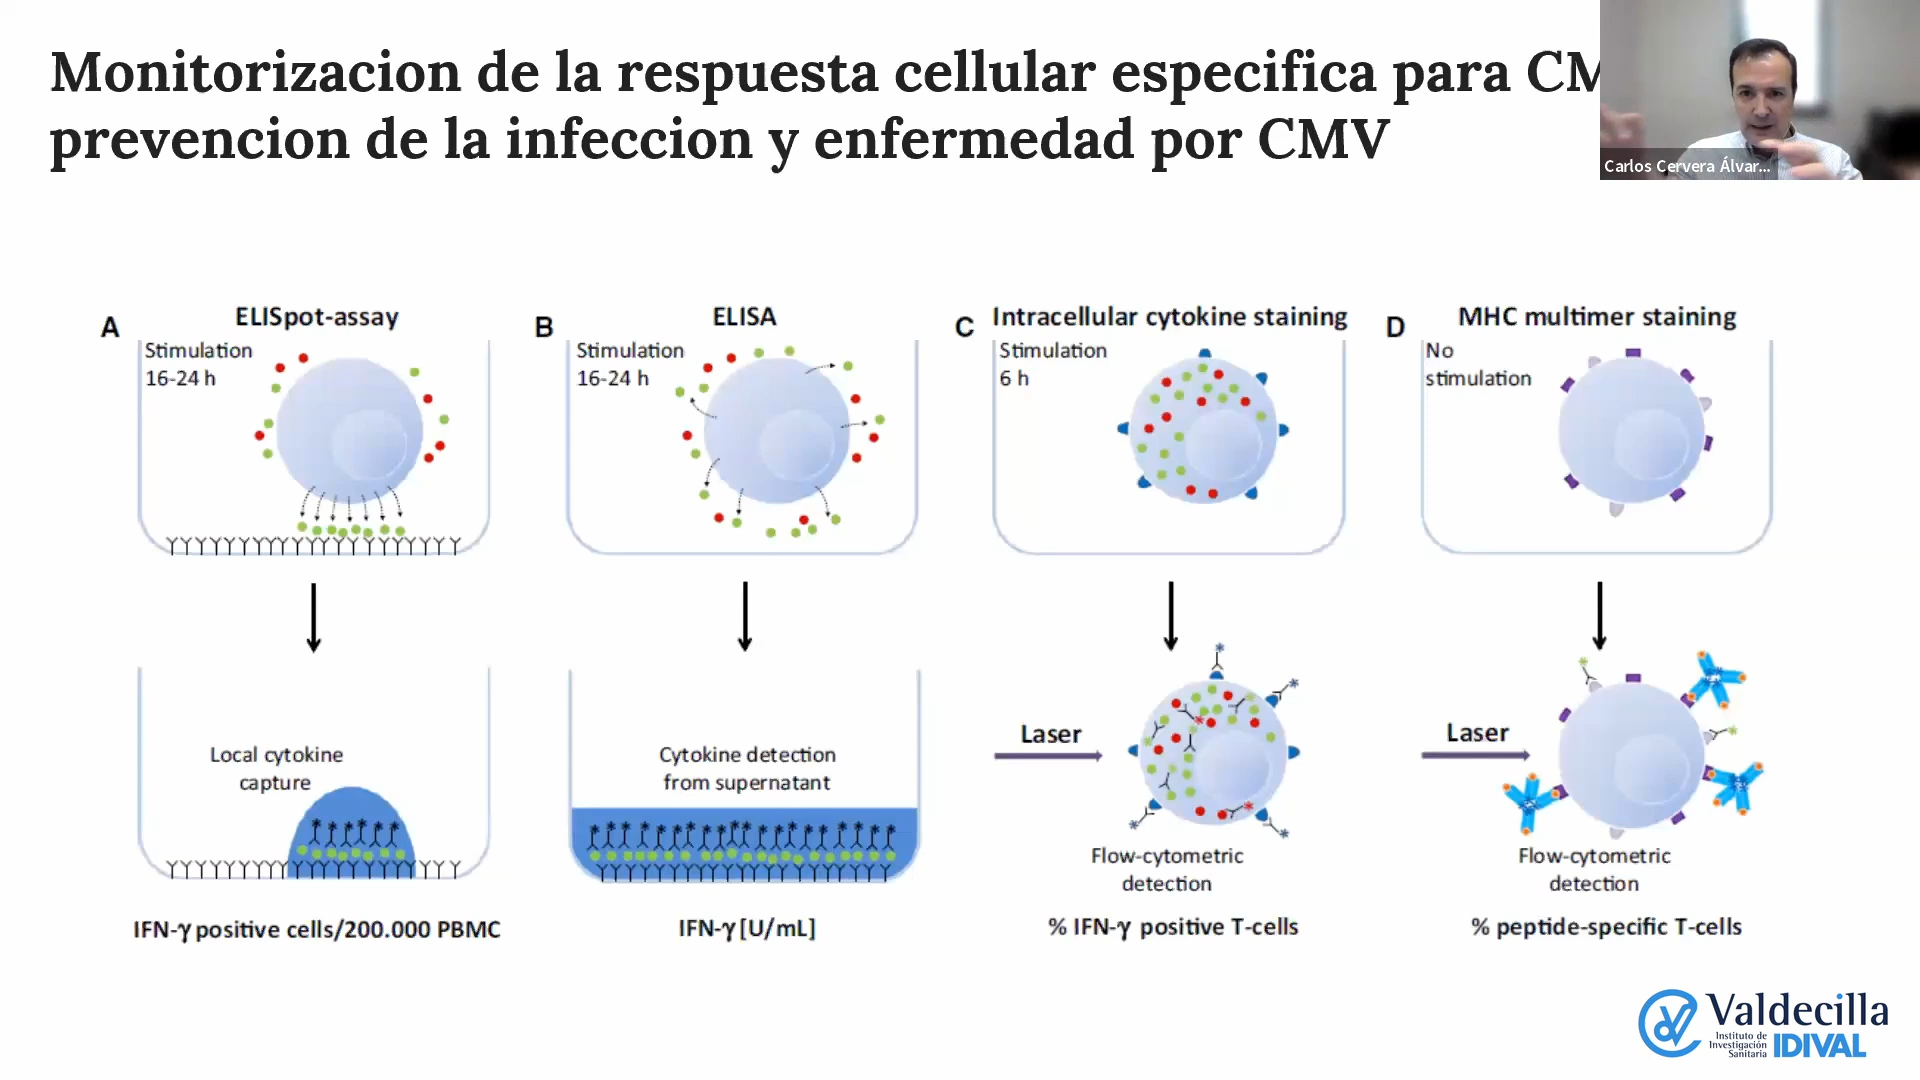 Monitorizacion de la respuesta cellular especifica para CM
prevencion de la infeccion y enfermedad por CMV
Carlos Cervera Álvar...
A
ELISpot-assay
Stimulation
16-24 h
Local cytokine
capture
IFN-γ positive cells/200.000 PBMC
B
ELISA
Stimulation
16-24 h
Cytokine detection
from supernatant
IFN-γ [U/mL]
C
Intracellular cytokine staining
Stimulation
6 h
Laser
Flow-cytometric
detection
% IFN-γ positive T-cells
D
MHC multimer staining
No
stimulation
Laser
Flow-cytometric
detection
% peptide-specific T-cells
Valdecilla
Instituto de
Investigación
Sanitaria
IDIVAL